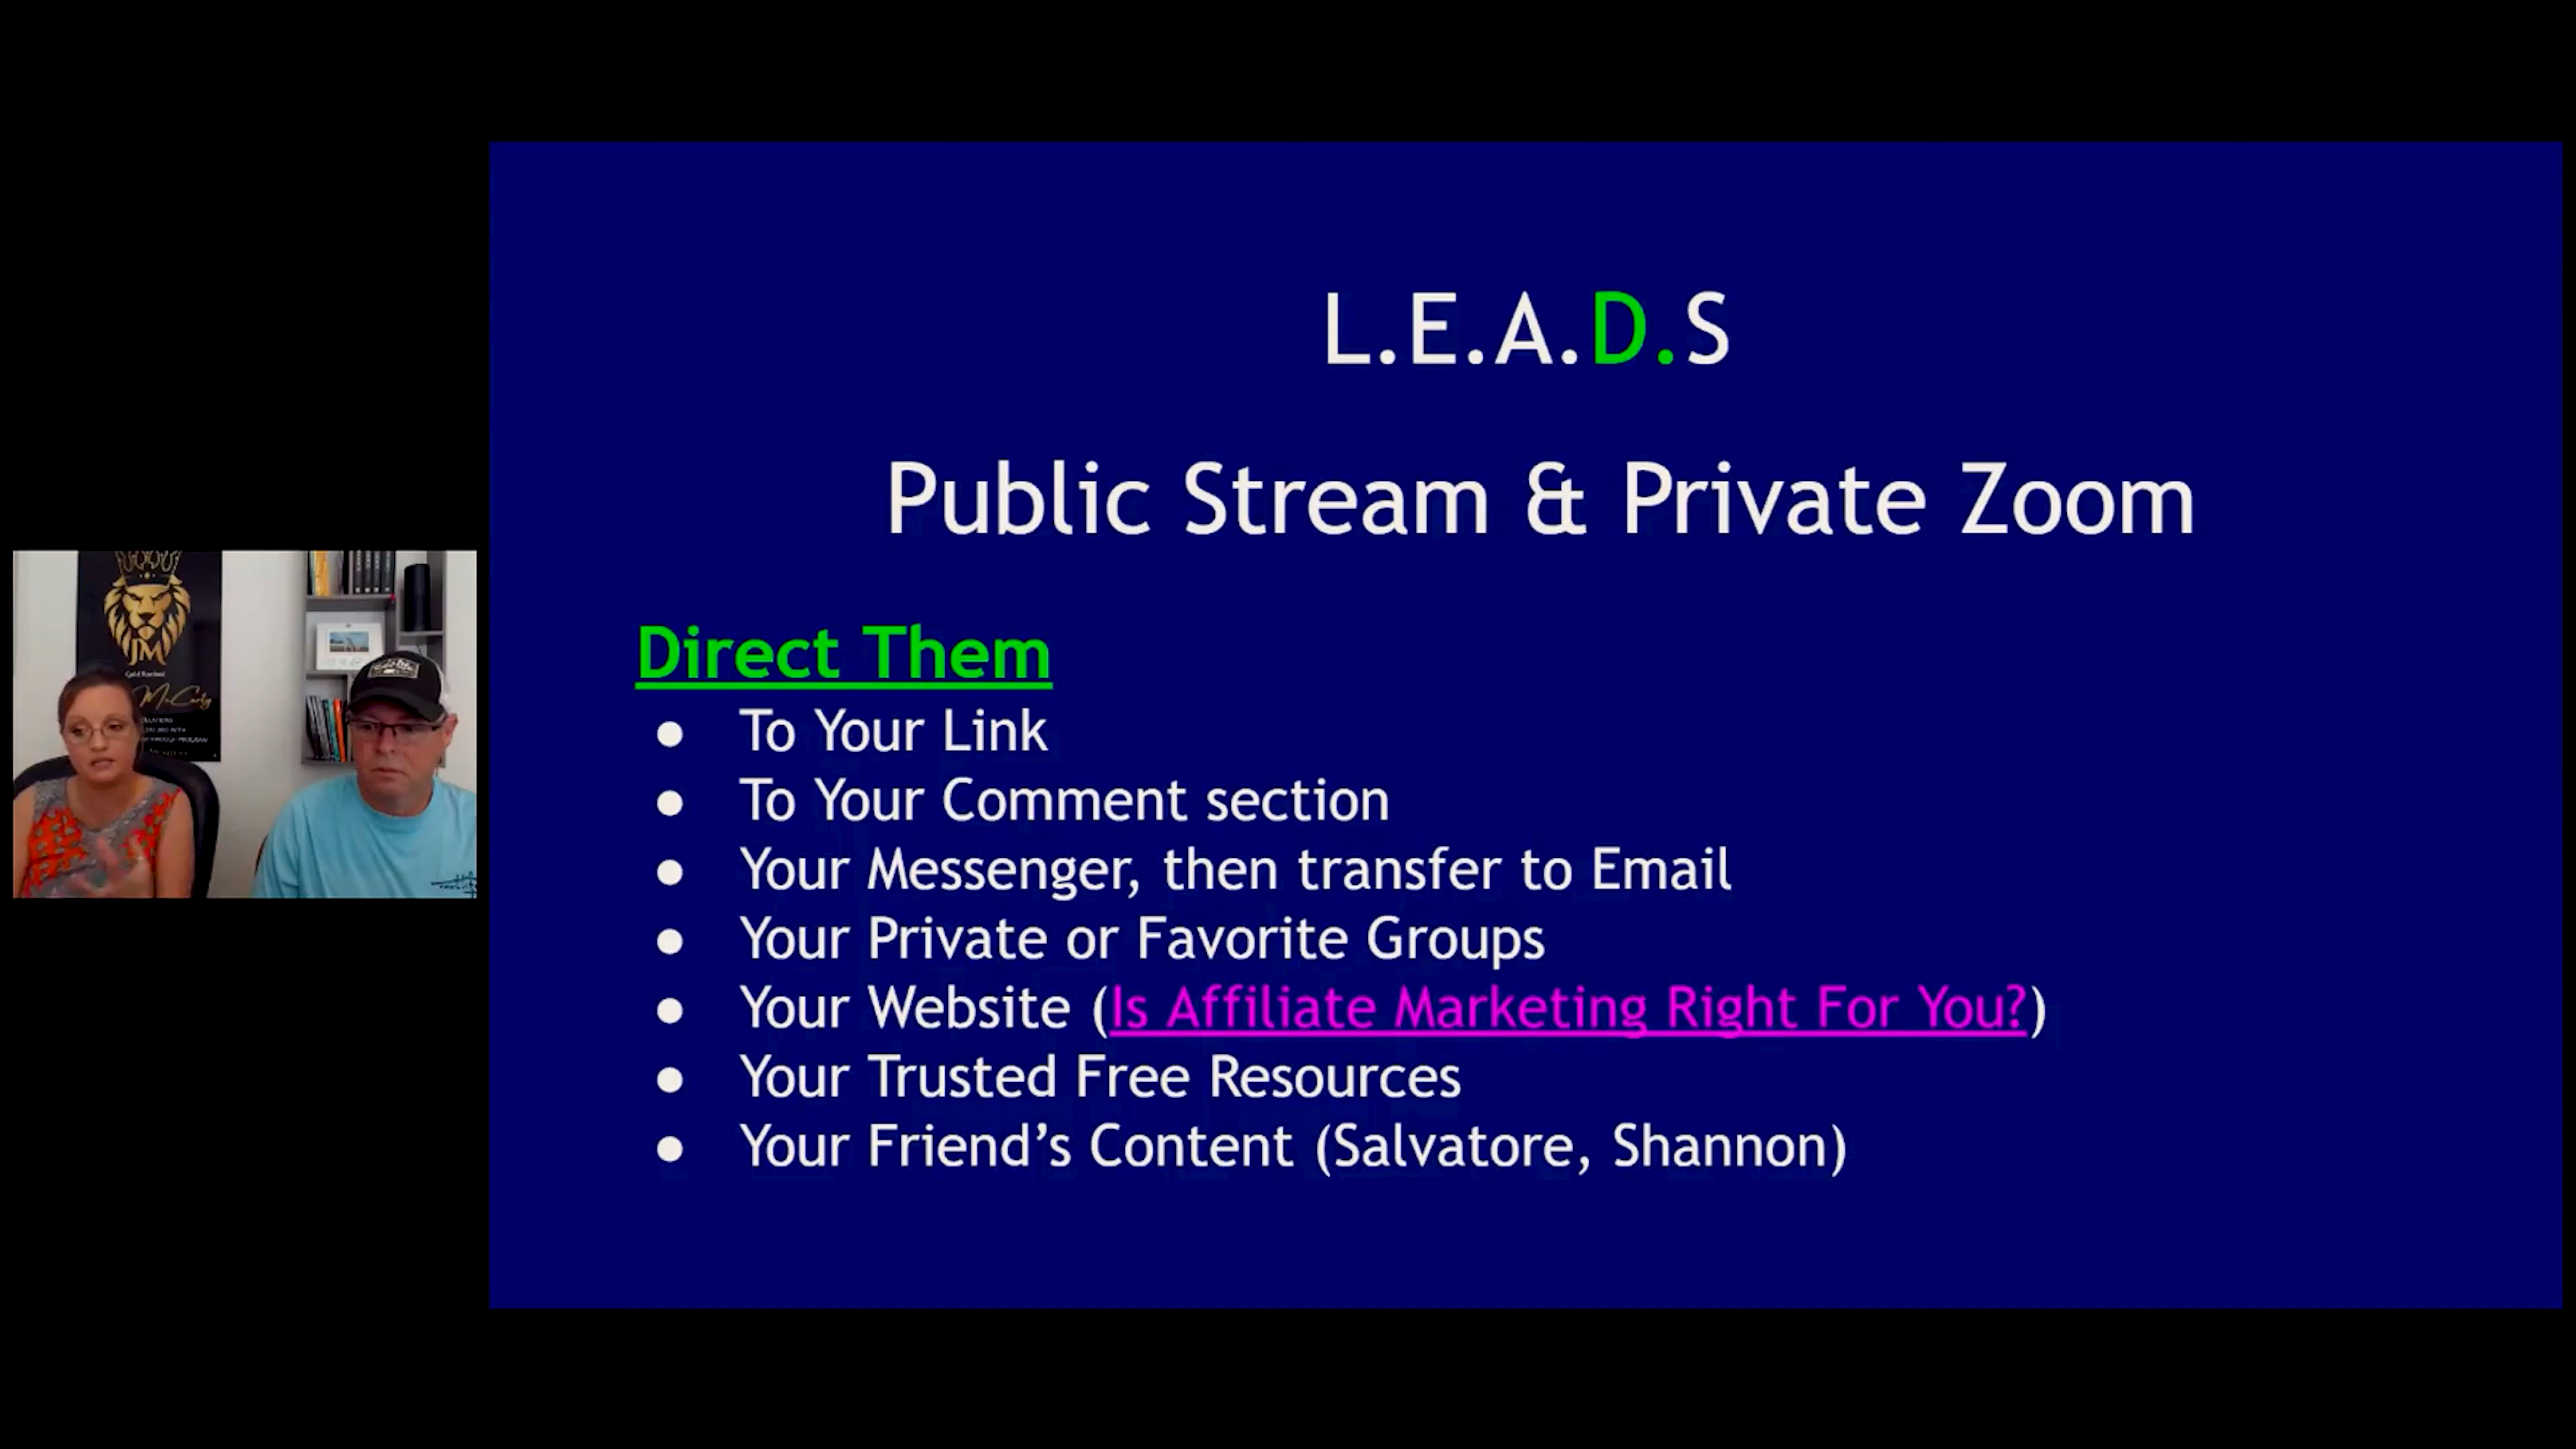 L.E.A.D.S
Public Stream & Private Zoom
Direct Them
● To Your Link
● To Your Comment section
● Your Messenger, then transfer to Email
● Your Private or Favorite Groups
● Your Website (Is Affiliate Marketing Right For You?)
● Your Trusted Free Resources
● Your Friend’s Content (Salvatore, Shannon)
JM
McCarty